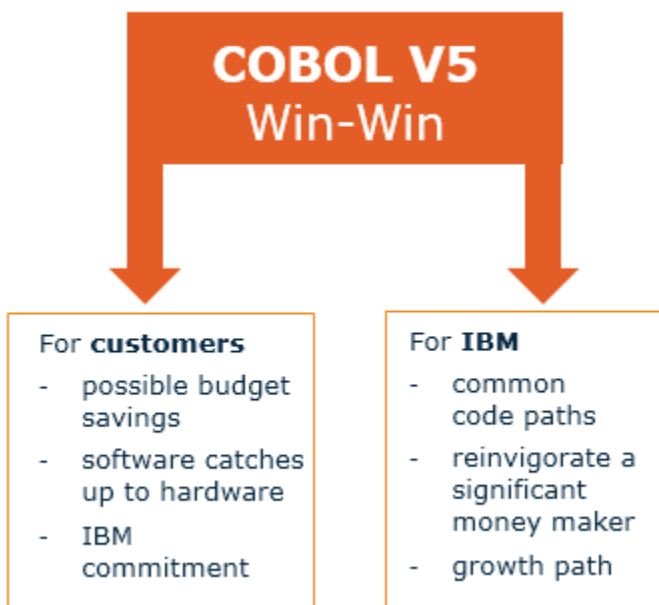 COBOL V5
Win-Win
For customers
- possible budget
savings
- software catches
up to hardware
- IBM
commitment
For IBM
- common
code paths
- reinvigorate a
significant
money maker
- growth path